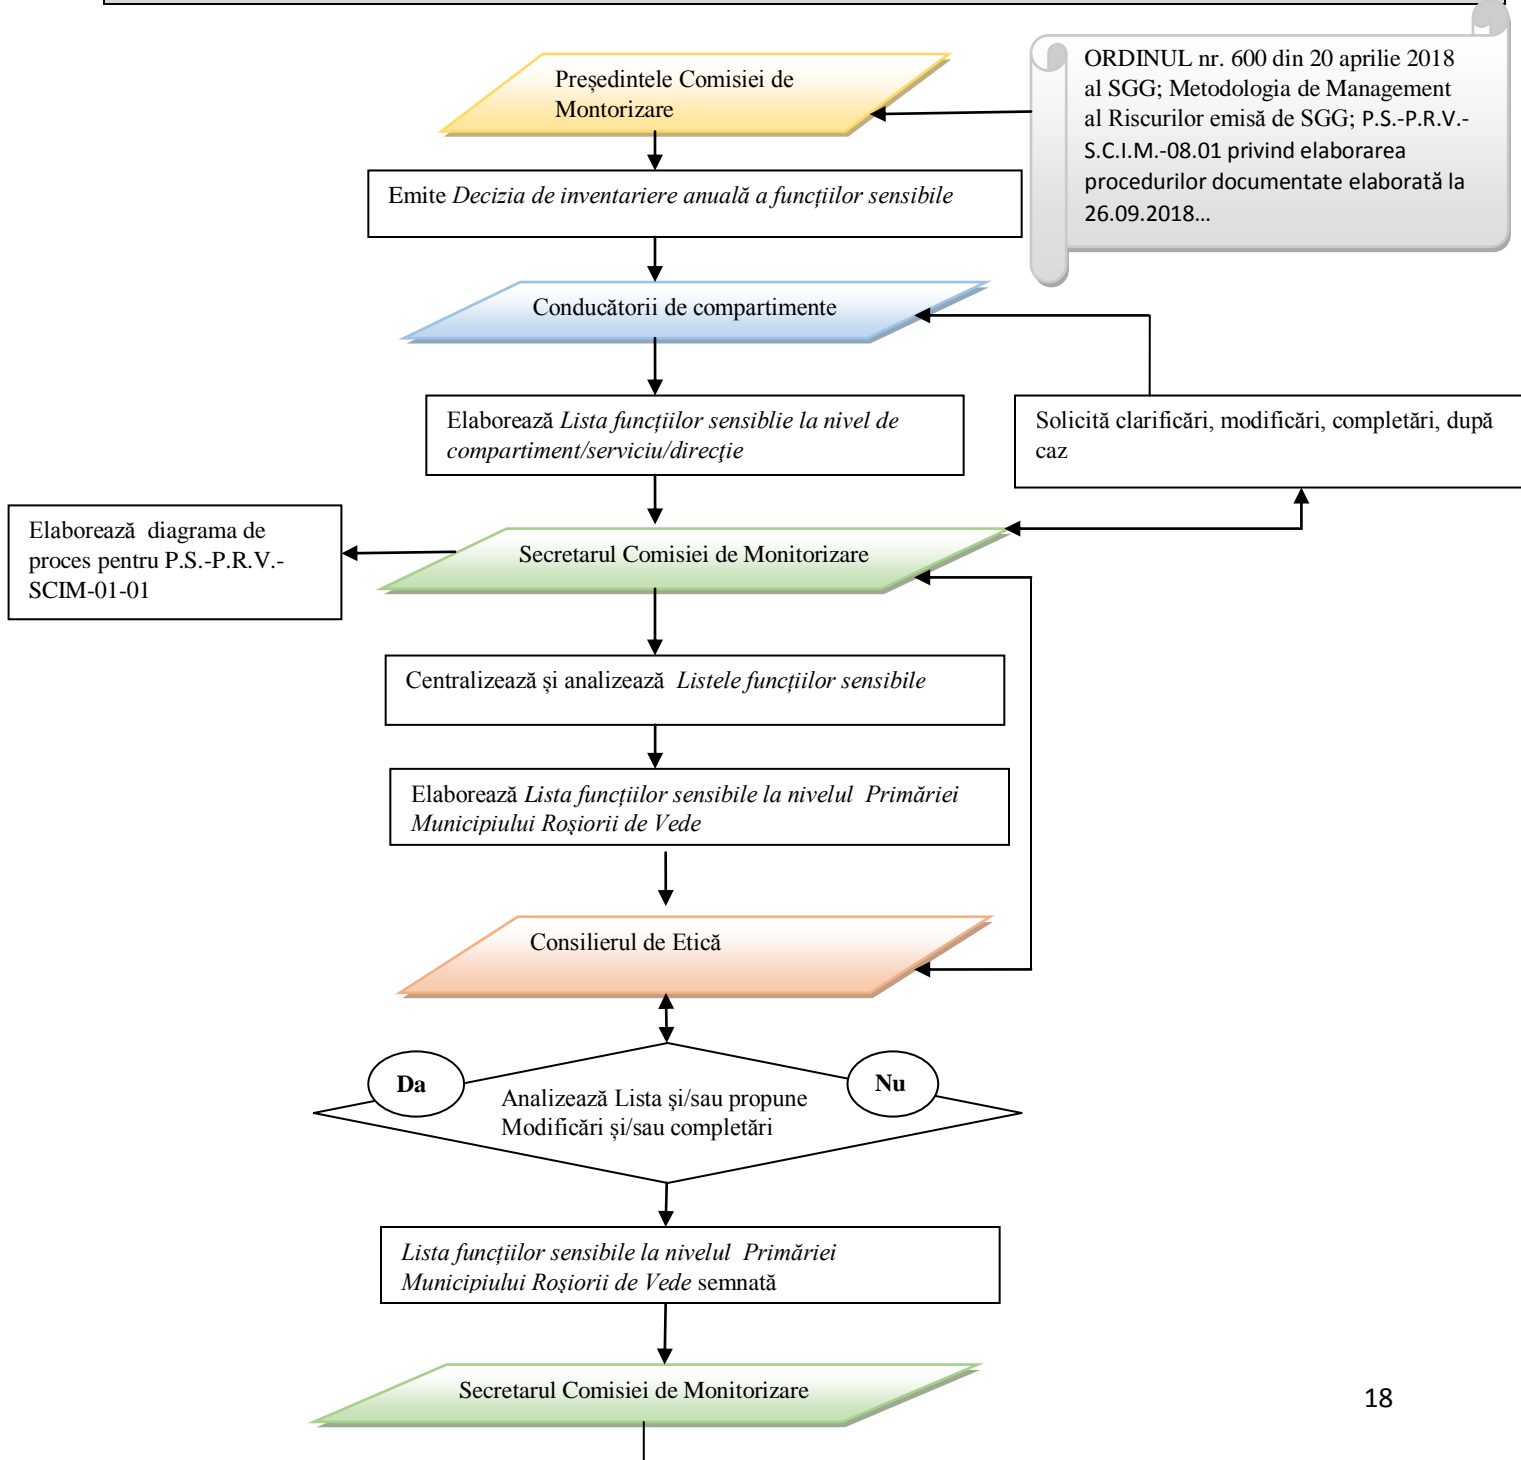 Președintele Comisiei de
Montorizare
ORDINUL nr. 600 din 20 aprilie 2018
al SGG; Metodologia de Management
al Riscurilor emisă de SGG; P.S.-P.R.V.-
S.C.I.M.-08.01 privind elaborarea
procedurilor documentate elaborată la
26.09.2018…
Emite Decizia de inventariere anuală a funcțiilor sensibile
Conducătorii de compartimente
Elaborează Lista funcțiilor sensiblie la nivel de
compartiment/serviciu/direcţie
Solicită clarificări, modificări, completări, după
caz
Elaborează diagrama de
proces pentru P.S.-P.R.V.-
SCIM-01-01
Secretarul Comisiei de Monitorizare
Centralizează și analizează Listele funcțiilor sensibile
Elaborează Lista funcțiilor sensibile la nivelul Primăriei
Municipiului Roșiorii de Vede
Consilierul de Etică
Da
Nu
Analizează Lista şi/sau propune
Modificări și/sau completări
Lista funcțiilor sensibile la nivelul Primăriei
Municipiului Roșiorii de Vede semnată
Secretarul Comisiei de Monitorizare
18